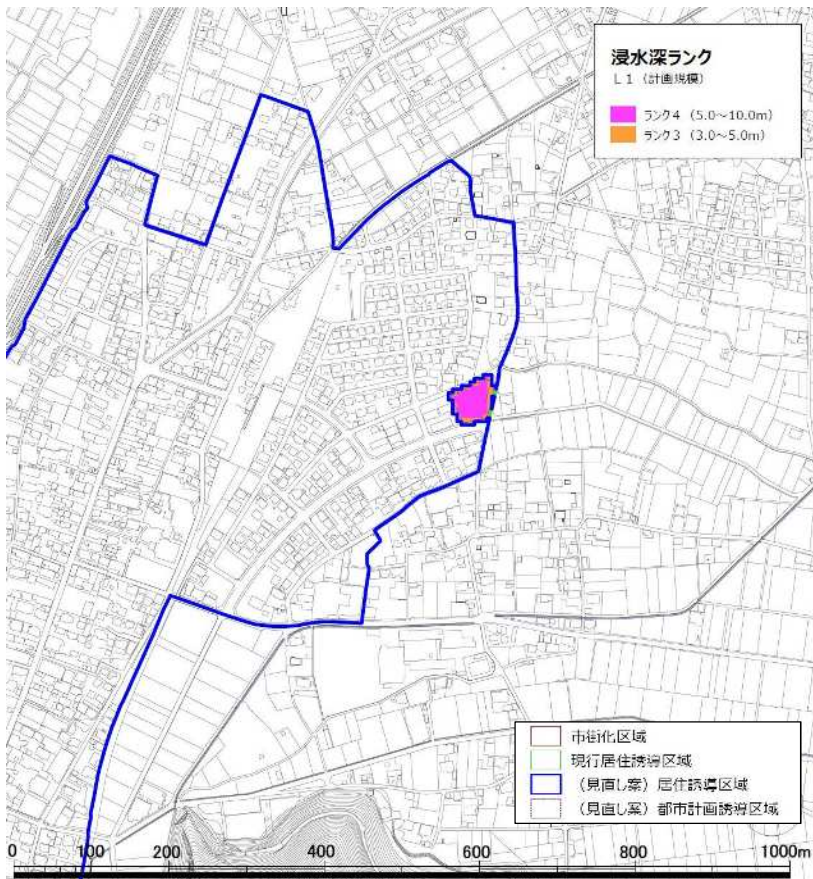 浸水深ランク
L1（計画規模）
ランク4（5.0～10.0m）
ランク3（3.0～5.0m）
市街化区域
現行居住誘導区域
（見直し案）居住誘導区域
（見直し案）都市計画誘導区域
0 100 200 400 600 800 1000m